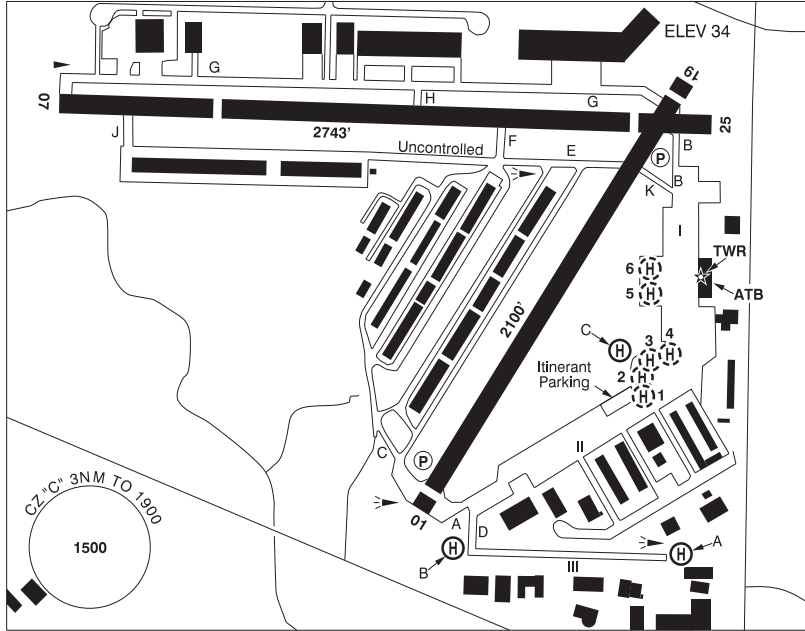 ELEV 34
19
G
07
H
G
25
J
2743'
F
B
Uncontrolled
E
P
K
B
I
TWR
6 H
ATB
5 H
2100'
C
H
3 H
4 H
2 H
Itinerant
Parking
H 1
II
C
P
CZ "C" 3NM TO 1900
1500
01
A
D
H
B
H
A
III